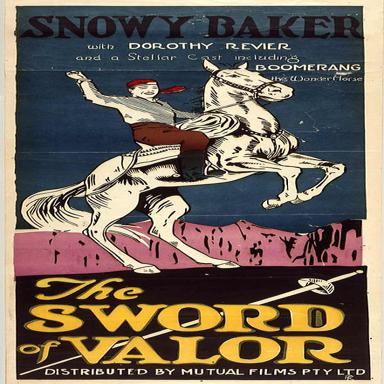 SNOWY BAKER
with DOROTHY REVIER
and a Stellar Cast including
BOOMERANG
the Wonder Horse
The
SWORD
of VALOR
DISTRIBUTED BY MUTUAL FILMS PTY LTD